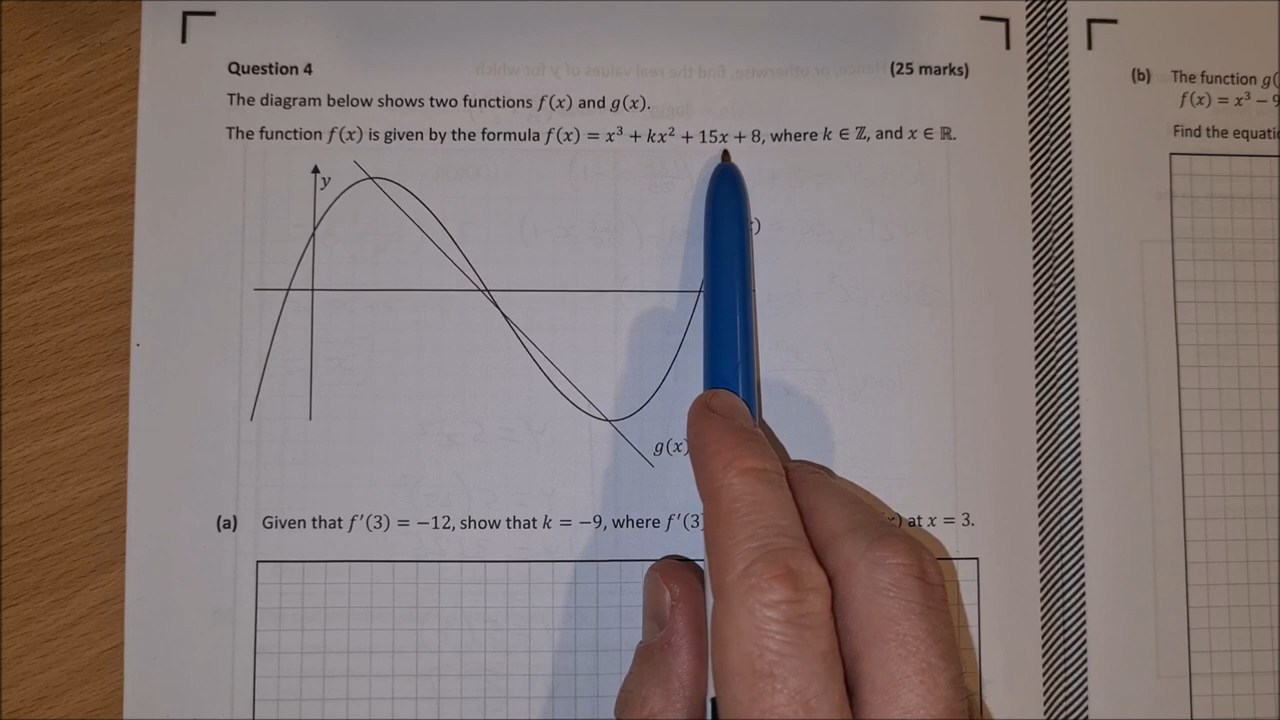 Question 4 (25 marks)
The diagram below shows two functions f(x) and g(x).
The function f(x) is given by the formula f(x) = x³ + kx² + 15x + 8, where k ∈ ℤ, and x ∈ ℝ.
y
)
g(x)
(a) Given that f′(3) = −12, show that k = −9, where f′(3 ) at x = 3.
(b) The function g(
f(x) = x³ − 9
Find the equati